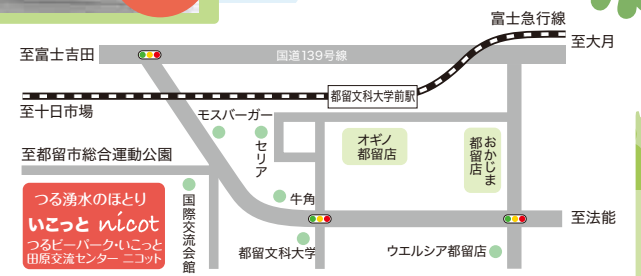 富士急行線
至富士吉田
国道139号線
至大月
至十日市場
都留文科大学前駅
モスバーガー
セリア
オギノ
都留店
おかじま
都留店
至都留市総合運動公園
つる湧水のほとり
いこっと nicot
つるビーパーク・いこっと
田原交流センター ニコット
国際交流会館
牛角
都留文科大学
ウエルシア都留店
至法能